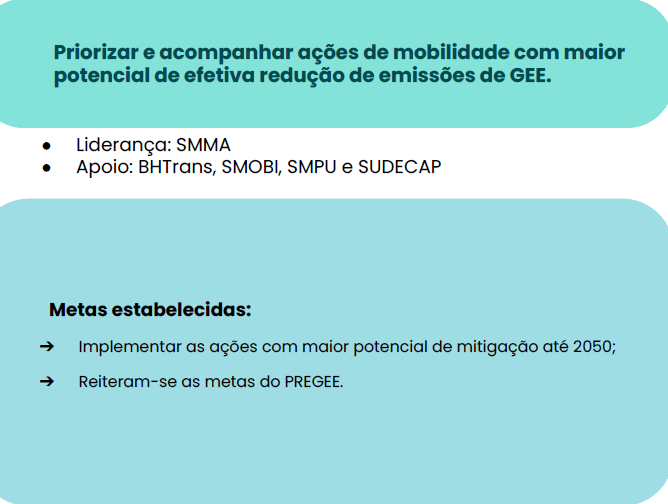 Priorizar e acompanhar ações de mobilidade com maior
potencial de efetiva redução de emissões de GEE.
● Liderança: SMMA
● Apoio: BHTrans, SMOBI, SMPU e SUDECAP
Metas estabelecidas:
➔ Implementar as ações com maior potencial de mitigação até 2050;
➔ Reiteram-se as metas do PREGEE.